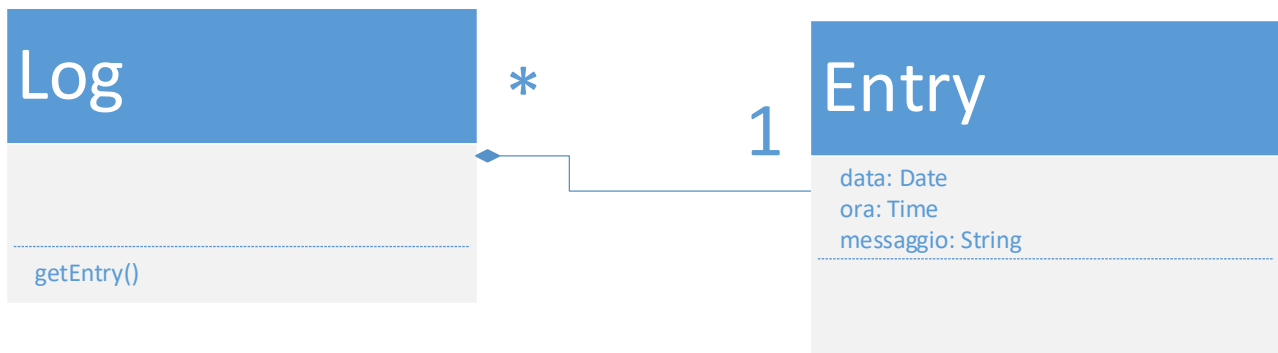 Log
getEntry()
*
1
Entry
data: Date
ora: Time
messaggio: String